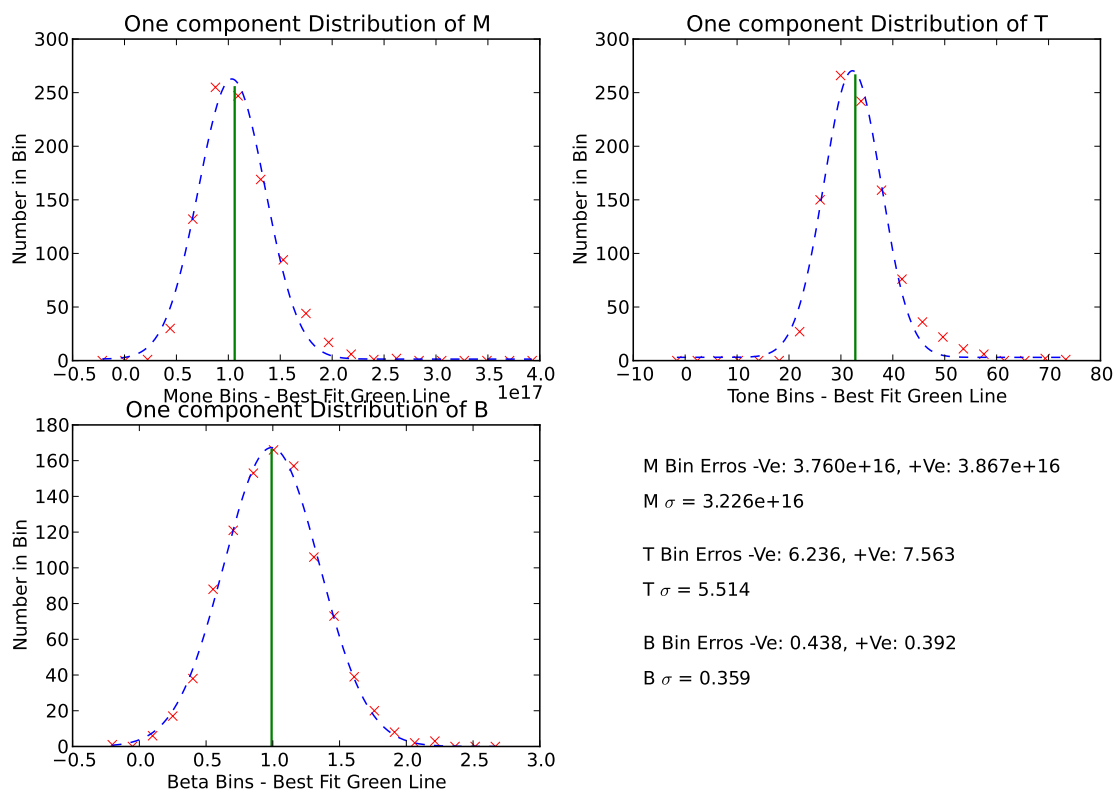 One component Distribution of M
300
250
200
150
100
50
0
Number in Bin
−0.5 0.0 0.5 1.0 1.5 2.0 2.5 3.0 3.5 4.0
1e17
Mone Bins - Best Fit Green Line
One component Distribution of T
300
250
200
150
100
50
0
Number in Bin
−10 0 10 20 30 40 50 60 70 80
Tone Bins - Best Fit Green Line
One component Distribution of B
180
160
140
120
100
80
60
40
20
0
Number in Bin
−0.5 0.0 0.5 1.0 1.5 2.0 2.5 3.0
Beta Bins - Best Fit Green Line
M Bin Erros -Ve: 3.760e+16, +Ve: 3.867e+16
M σ = 3.226e+16
T Bin Erros -Ve: 6.236, +Ve: 7.563
T σ = 5.514
B Bin Erros -Ve: 0.438, +Ve: 0.392
B σ = 0.359